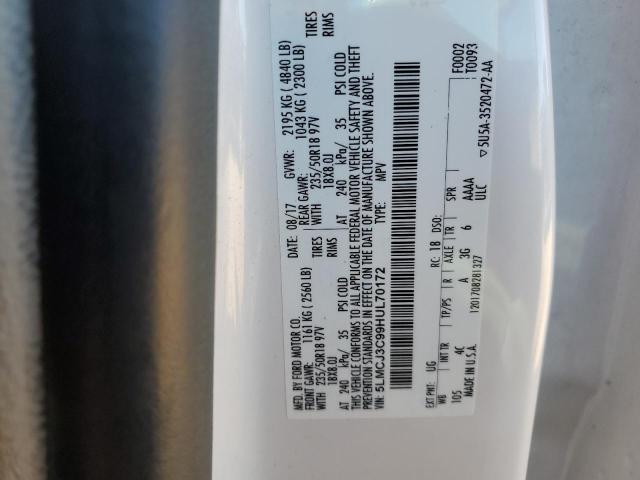 MFD. BY FORD MOTOR CO.
DATE: 08/17 GVWR: 2195 KG ( 4840 LB)
FRONT GAWR: 1161 KG ( 2560 LB) REAR GAWR: 1043 KG ( 2300 LB)
WITH 235/50R18 97V TIRES WITH 235/50R18 97V TIRES
18X8.0J RIMS 18X8.0J RIMS
AT 240 kPa/ 35 PSI COLD AT 240 kPa/ 35 PSI COLD
THIS VEHICLE CONFORMS TO ALL APPLICABLE FEDERAL MOTOR VEHICLE SAFETY AND THEFT
PREVENTION STANDARDS IN EFFECT ON THE DATE OF MANUFACTURE SHOWN ABOVE.
VIN: 5LMCJ3C99HUL70172 TYPE: MPV
F0002
T0093
EXT PNT: UG RC: 18 DSO:
WB INT TR TP/PS R AXLE TR SPR
105 4C A 3G 6 AAAA
MADE IN U.S.A. ULC
1201708281327
▽ 5U5A-3520472-AA